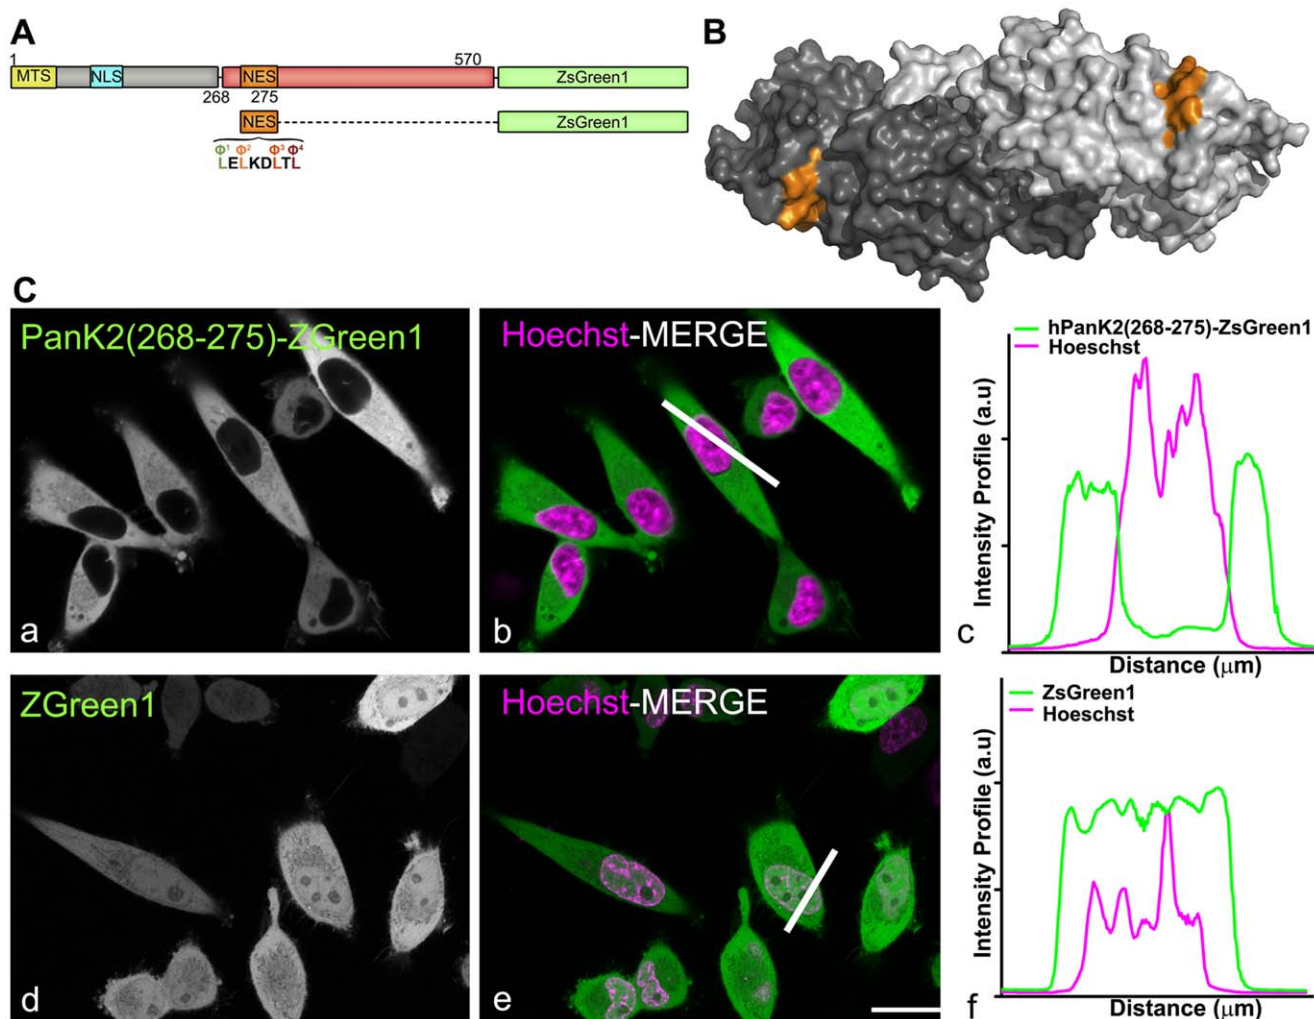 A
1
570
MTS
NLS
NES
ZsGreen1
268
275
NES
ZsGreen1
Φ1 Φ2 Φ3 Φ4
LELKDLTL
B
C
PanK2(268-275)-ZGreen1
a
Hoechst-MERGE
b
hPanK2(268-275)-ZsGreen1
Hoeschst
Intensity Profile (a.u)
c
Distance (μm)
ZGreen1
d
Hoechst-MERGE
e
ZsGreen1
Hoeschst
Intensity Profile (a.u)
f
Distance (μm)